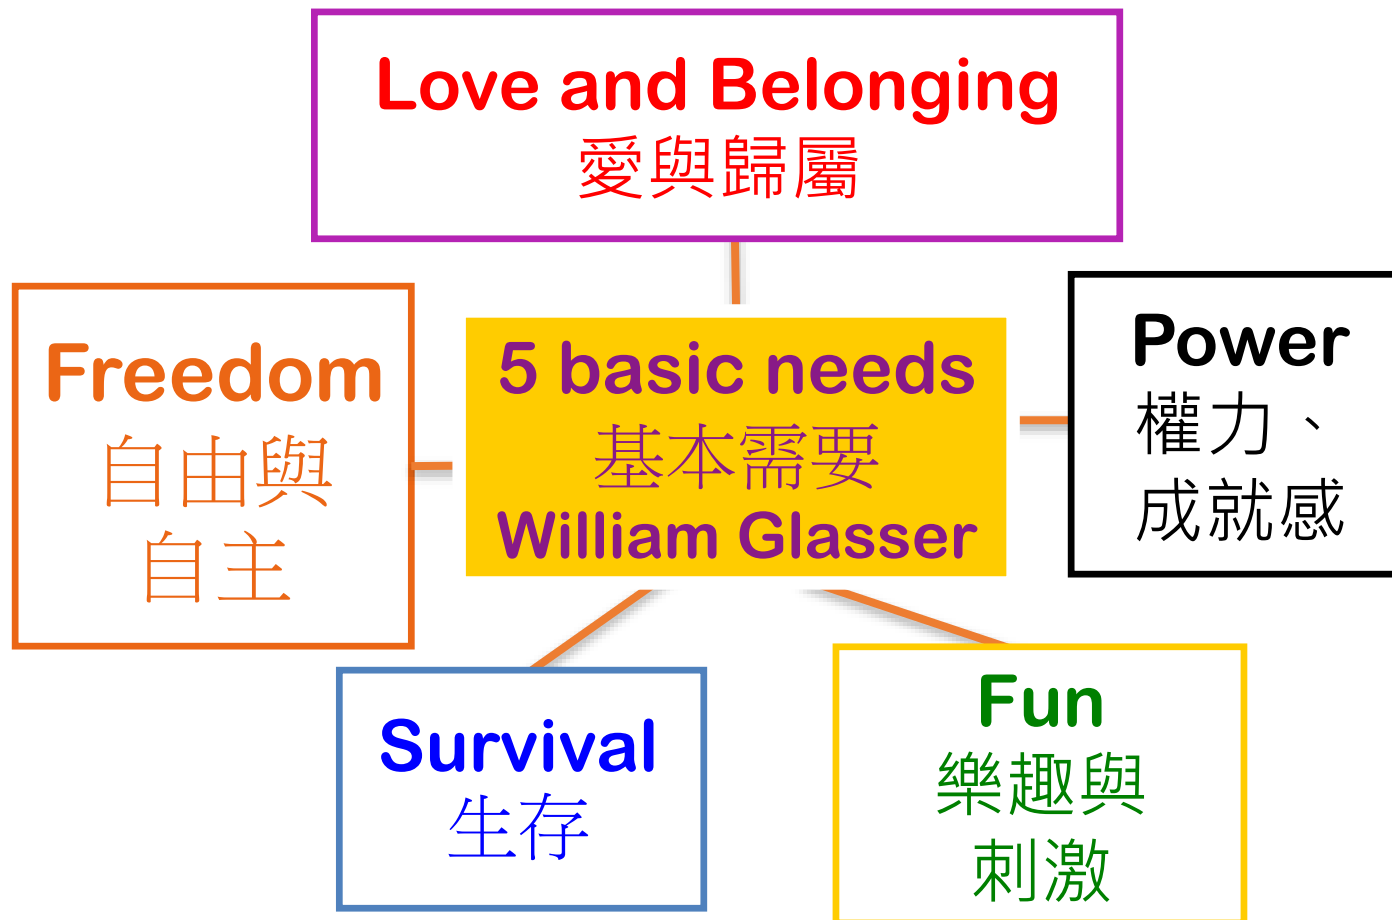 Love and Belonging
愛與歸屬
Freedom
自由與
自主
5 basic needs
基本需要
William Glasser
Power
權力、
成就感
Survival
生存
Fun
樂趣與
刺激